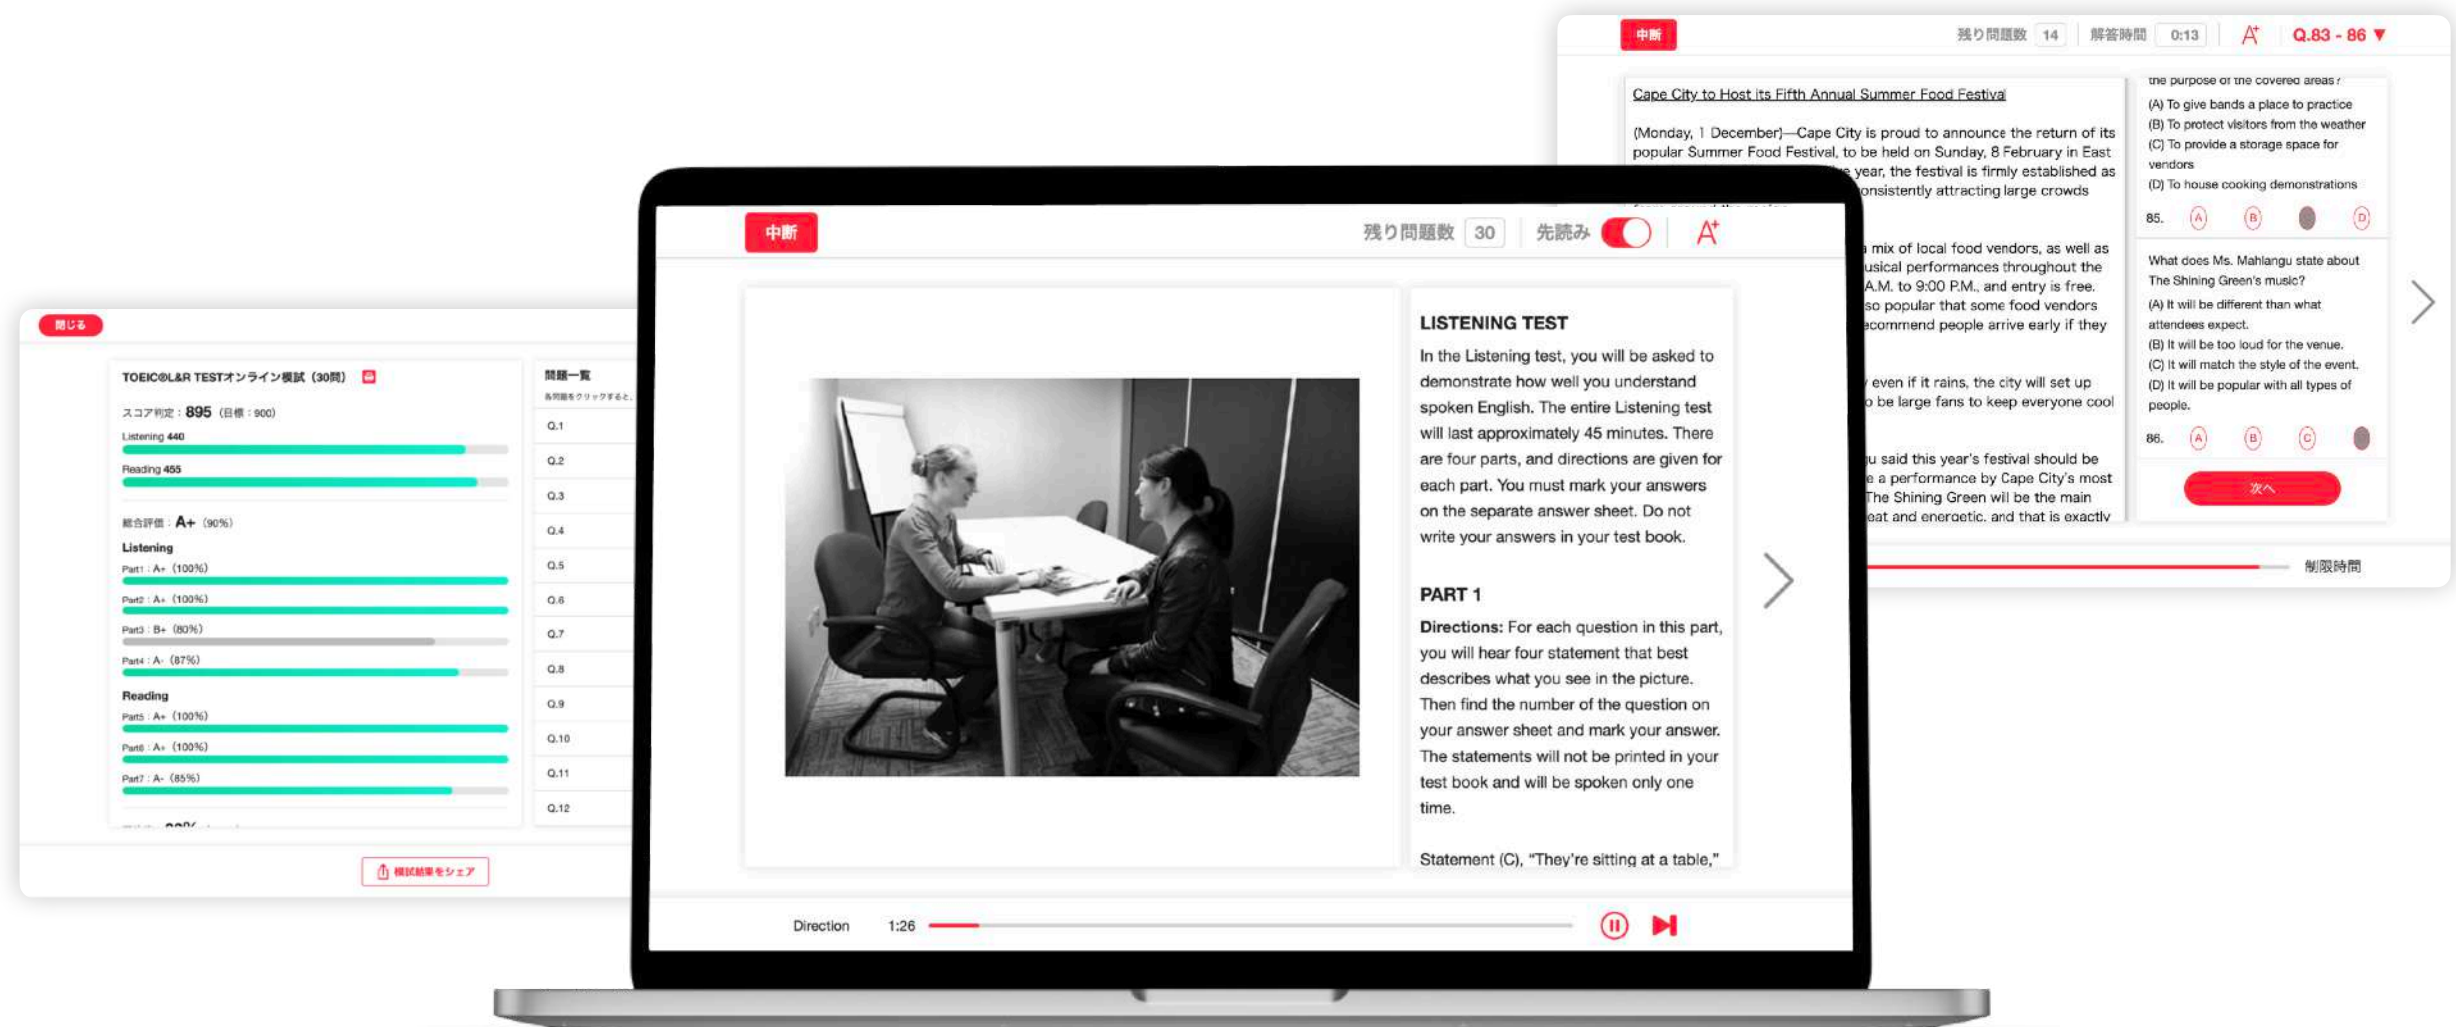 閉じる
TOEIC®L&R TESTオンライン模試（30問）
スコア判定：895（目標：900）
Listening 440
Reading 455
総合評価：A+（90%）
Listening
Part1：A+（100%）
Part2：A+（100%）
Part3：B+（80%）
Part4：A-（87%）
Reading
Part5：A+（100%）
Part6：A+（100%）
Part7：A-（85%）
問題一覧
各問題をクリックすると、
Q.1
Q.2
Q.3
Q.4
Q.5
Q.6
Q.7
Q.8
Q.9
Q.10
Q.11
Q.12
模試結果をシェア
中断
残り問題数 30
先読み
A+
LISTENING TEST
In the Listening test, you will be asked to
demonstrate how well you understand
spoken English. The entire Listening test
will last approximately 45 minutes. There
are four parts, and directions are given for
each part. You must mark your answers
on the separate answer sheet. Do not
write your answers in your test book.
PART 1
Directions: For each question in this part,
you will hear four statement that best
describes what you see in the picture.
Then find the number of the question on
your answer sheet and mark your answer.
The statements will not be printed in your
test book and will be spoken only one
time.
Statement (C), “They’re sitting at a table,”
Direction 1:26
中断
残り問題数 14
解答時間 0:13
A+
Q.83 - 86 ▼
Cape City to Host its Fifth Annual Summer Food Festival
(Monday, 1 December)—Cape City is proud to announce the return of its
popular Summer Food Festival, to be held on Sunday, 8 February in East
year, the festival is firmly established as
onsistently attracting large crowds
mix of local food vendors, as well as
usical performances throughout the
A.M. to 9:00 P.M., and entry is free.
so popular that some food vendors
ecommend people arrive early if they
even if it rains, the city will set up
o be large fans to keep everyone cool
u said this year's festival should be
e a performance by Cape City's most
The Shining Green will be the main
eat and energetic, and that is exactly
the purpose of the covered areas?
(A) To give bands a place to practice
(B) To protect visitors from the weather
(C) To provide a storage space for
vendors
(D) To house cooking demonstrations
85. A B D
What does Ms. Mahlangu state about
The Shining Green's music?
(A) It will be different than what
attendees expect.
(B) It will be too loud for the venue.
(C) It will match the style of the event.
(D) It will be popular with all types of
people.
86. A B C
次へ
制限時間